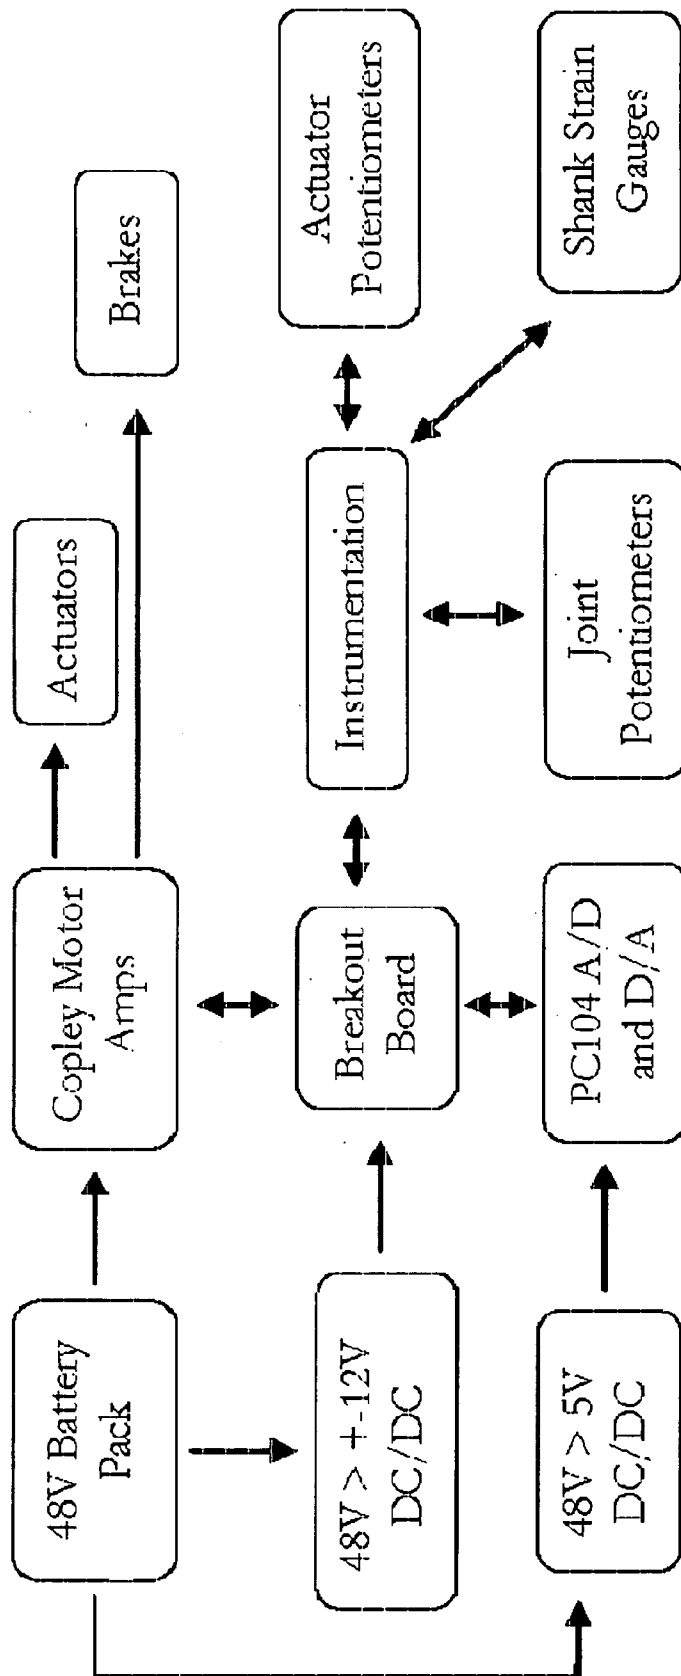 48V Battery
Pack
Copley Motor
Amps
Actuators
Brakes
48V > +-12V
DC/DC
Breakout
Board
Instrumentation
Actuator
Potentiometers
48V > 5V
DC/DC
PC104 A/D
and D/A
Joint
Potentiometers
Shank Strain
Gauges